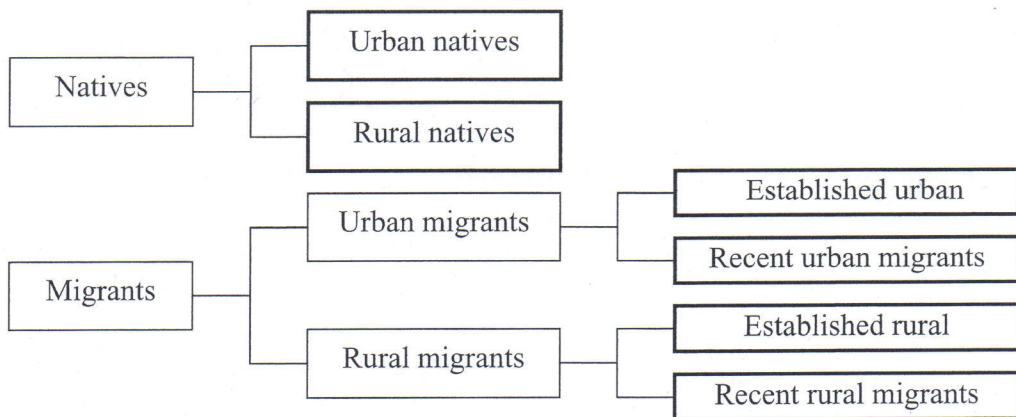 Urban natives
Natives
Rural natives
Established urban
Urban migrants
Recent urban migrants
Migrants
Established rural
Rural migrants
Recent rural migrants